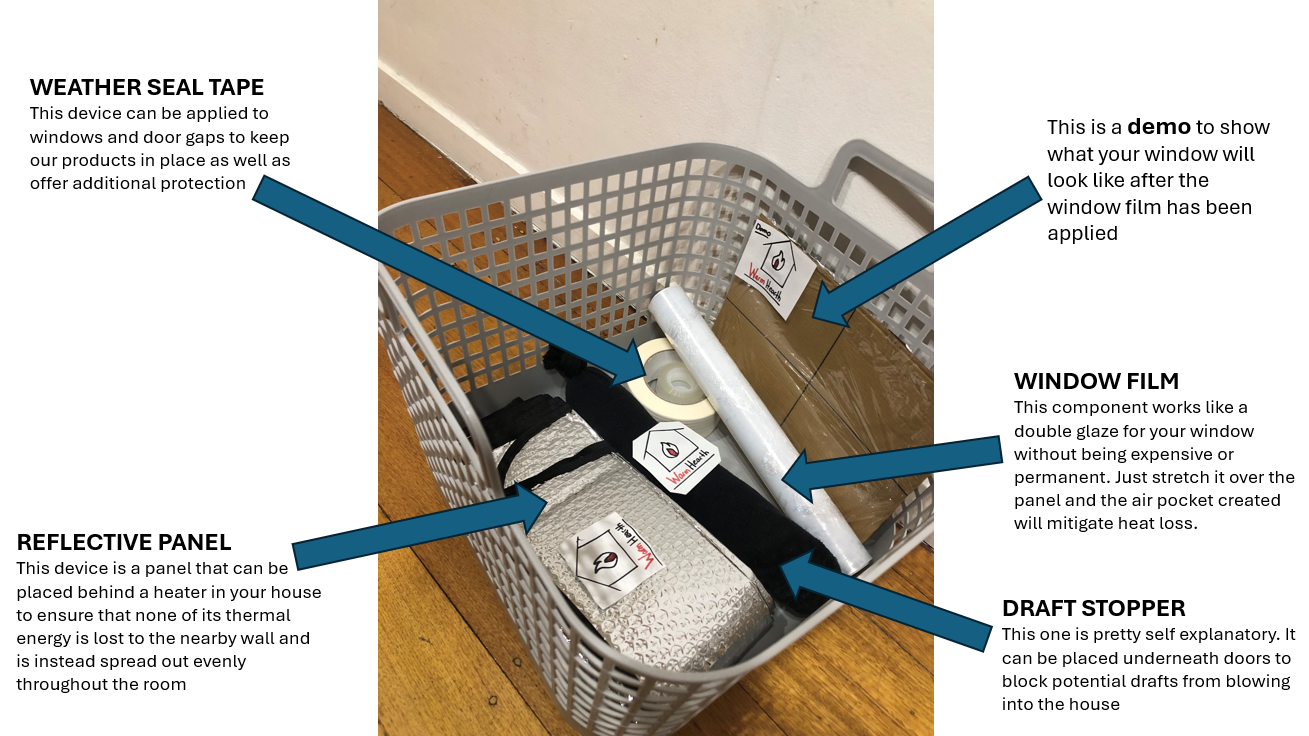 WEATHER SEAL TAPE
This device can be applied to
windows and door gaps to keep
our products in place as well as
offer additional protection
This is a demo to show
what your window will
look like after the
window film has been
applied
Demo
Warm Hearth
WINDOW FILM
This component works like a
double glaze for your window
without being expensive or
permanent. Just stretch it over the
panel and the air pocket created
will mitigate heat loss.
Warm Hearth
REFLECTIVE PANEL
This device is a panel that can be
placed behind a heater in your house
to ensure that none of its thermal
energy is lost to the nearby wall and
is instead spread out evenly
throughout the room
Warm Hearth
DRAFT STOPPER
This one is pretty self explanatory. It
can be placed underneath doors to
block potential drafts from blowing
into the house